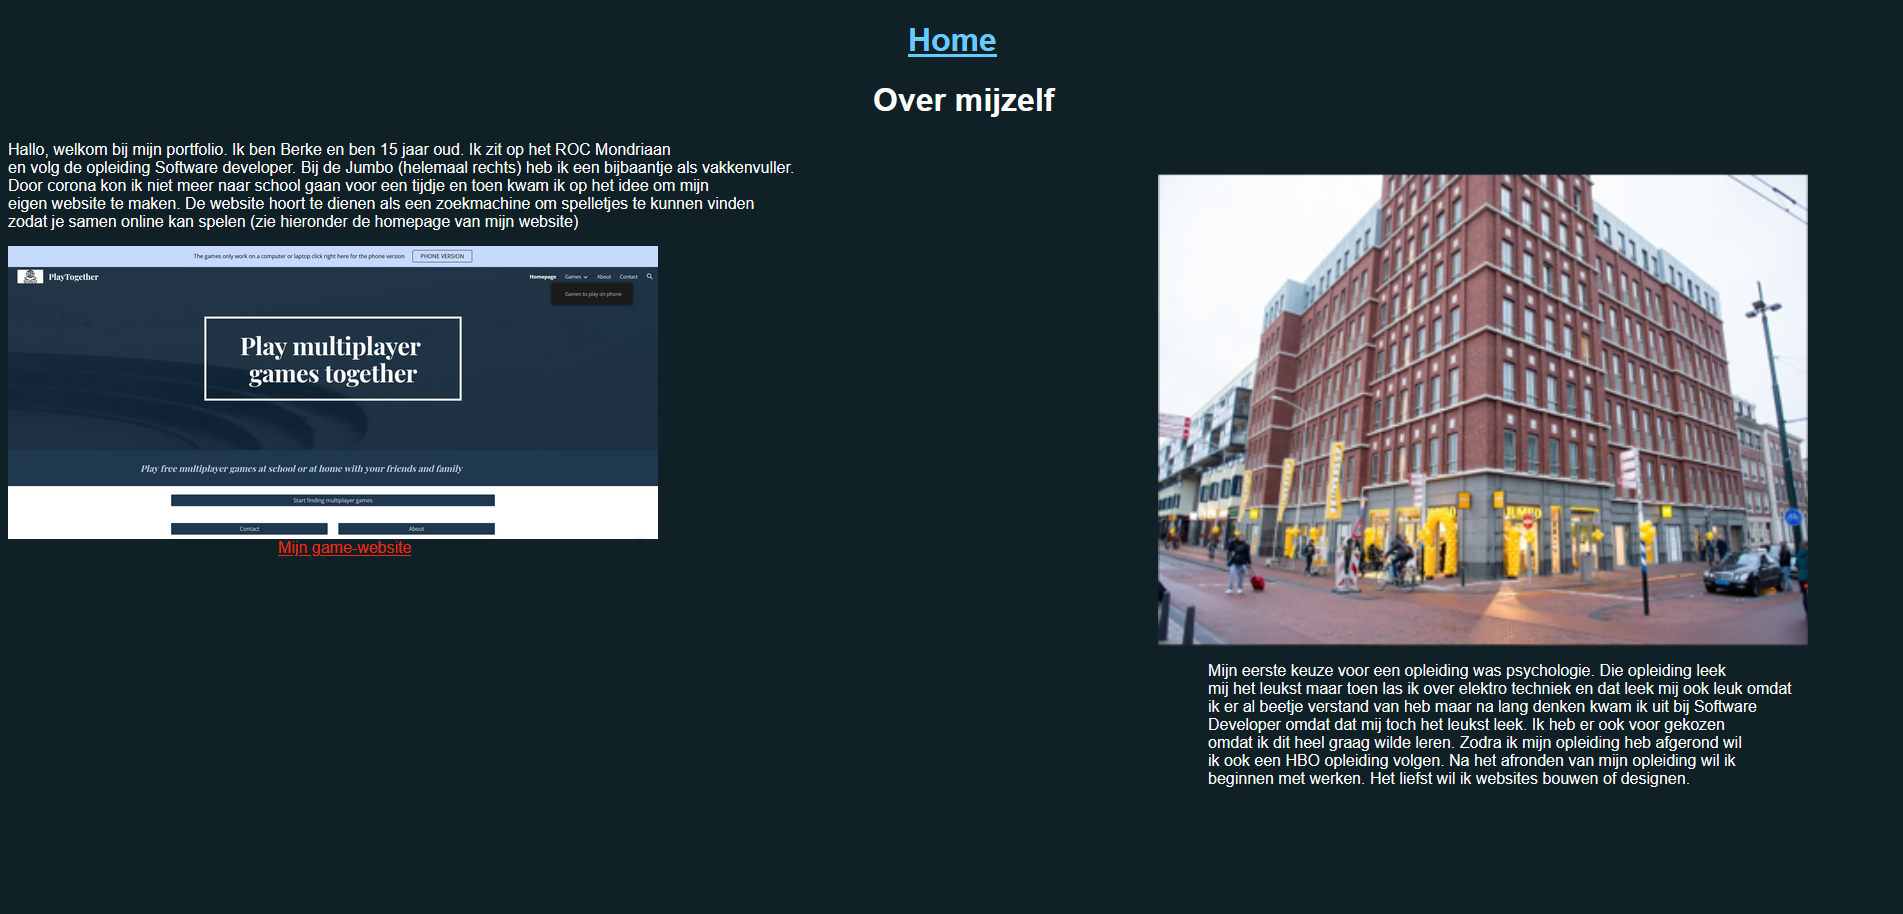 Home
Over mijzelf
Hallo, welkom bij mijn portfolio. Ik ben Berke en ben 15 jaar oud. Ik zit op het ROC Mondriaan
en volg de opleiding Software developer. Bij de Jumbo (helemaal rechts) heb ik een bijbaantje als vakkenvuller.
Door corona kon ik niet meer naar school gaan voor een tijdje en toen kwam ik op het idee om mijn
eigen website te maken. De website hoort te dienen als een zoekmachine om spelletjes te kunnen vinden
zodat je samen online kan spelen (zie hieronder de homepage van mijn website)
The games only work on a computer or laptop click right here for the phone version
PHONE VERSION
PlayTogether
Homepage Games About Contact
Games to play on phone
Play multiplayer
games together
Play free multiplayer games at school or at home with your friends and family
Start finding multiplayer games
Contact
About
Mijn game-website
JUMBO
Mijn eerste keuze voor een opleiding was psychologie. Die opleiding leek
mij het leukst maar toen las ik over elektro techniek en dat leek mij ook leuk omdat
ik er al beetje verstand van heb maar na lang denken kwam ik uit bij Software
Developer omdat dat mij toch het leukst leek. Ik heb er ook voor gekozen
omdat ik dit heel graag wilde leren. Zodra ik mijn opleiding heb afgerond wil
ik ook een HBO opleiding volgen. Na het afronden van mijn opleiding wil ik
beginnen met werken. Het liefst wil ik websites bouwen of designen.